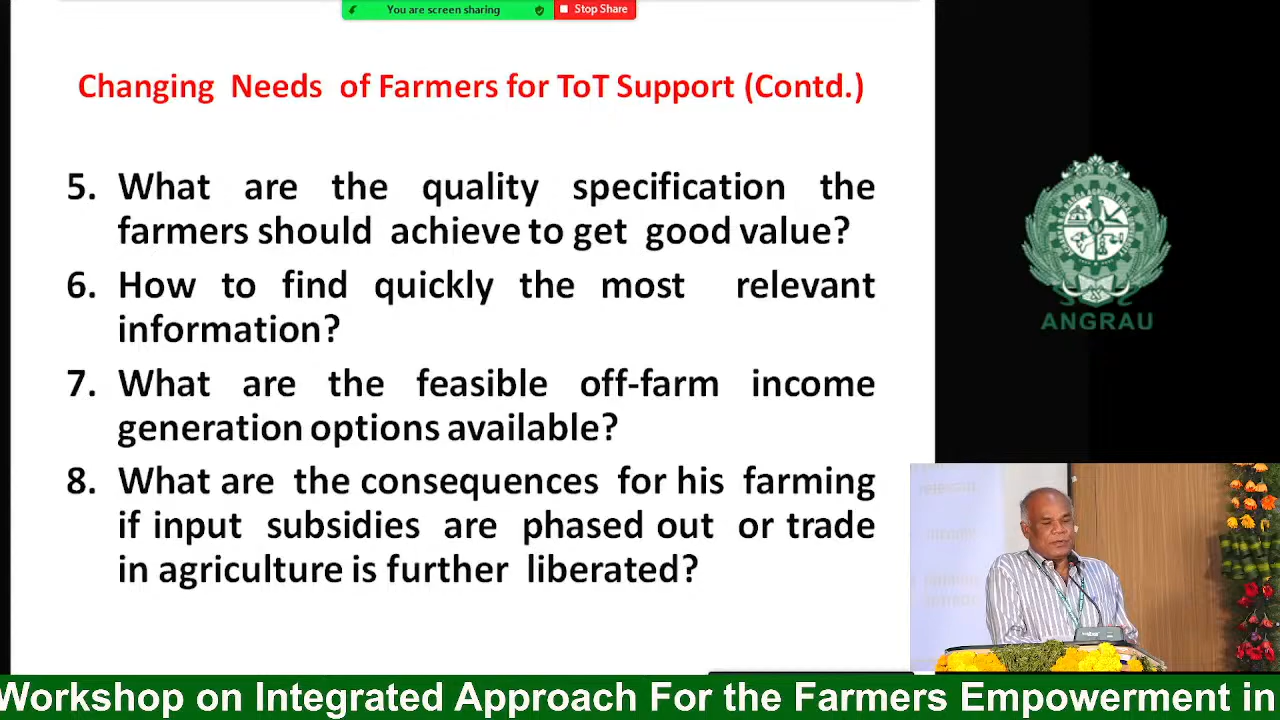 You are screen sharing
Stop Share
Changing Needs of Farmers for ToT Support (Contd.)
5. What are the quality specification the
farmers should achieve to get good value?
6. How to find quickly the most relevant
information?
7. What are the feasible off-farm income
generation options available?
8. What are the consequences for his farming
if input subsidies are phased out or trade
in agriculture is further liberated?
ANGRAU
Workshop on Integrated Approach For the Farmers Empowerment in